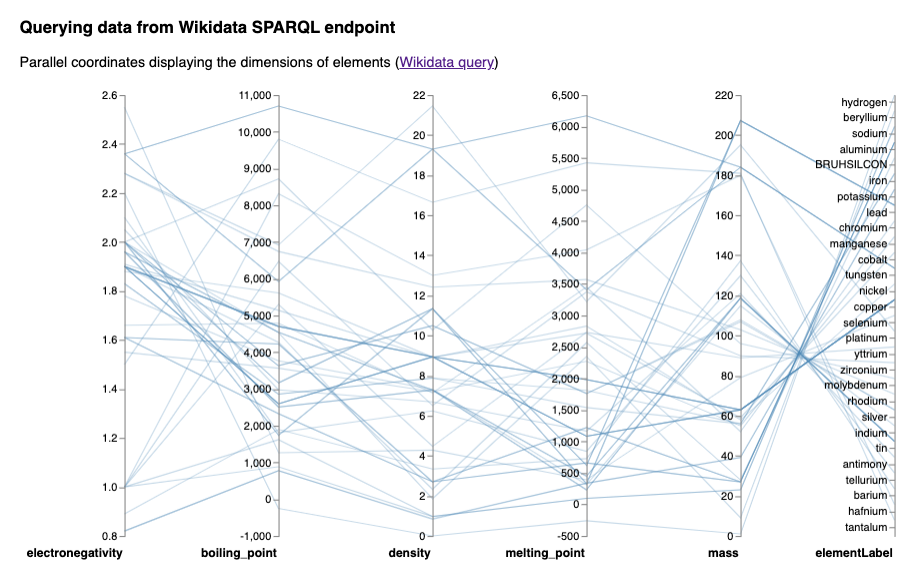 Querying data from Wikidata SPARQL endpoint
Parallel coordinates displaying the dimensions of elements (Wikidata query)
2.6
2.4
2.2
2.0
1.8
1.6
1.4
1.2
1.0
0.8
electronegativity
11,000
10,000
9,000
8,000
7,000
6,000
5,000
4,000
3,000
2,000
1,000
0
-1,000
boiling_point
22
20
18
16
14
12
10
8
6
4
2
0
density
6,500
6,000
5,500
5,000
4,500
4,000
3,500
3,000
2,500
2,000
1,500
1,000
500
0
-500
melting_point
220
200
180
160
140
120
100
80
60
40
20
0
mass
hydrogen
beryllium
sodium
aluminum
BRUHSILCON
iron
potassium
lead
chromium
manganese
cobalt
tungsten
nickel
copper
selenium
platinum
yttrium
zirconium
molybdenum
rhodium
silver
indium
tin
antimony
tellurium
barium
hafnium
tantalum
elementLabel